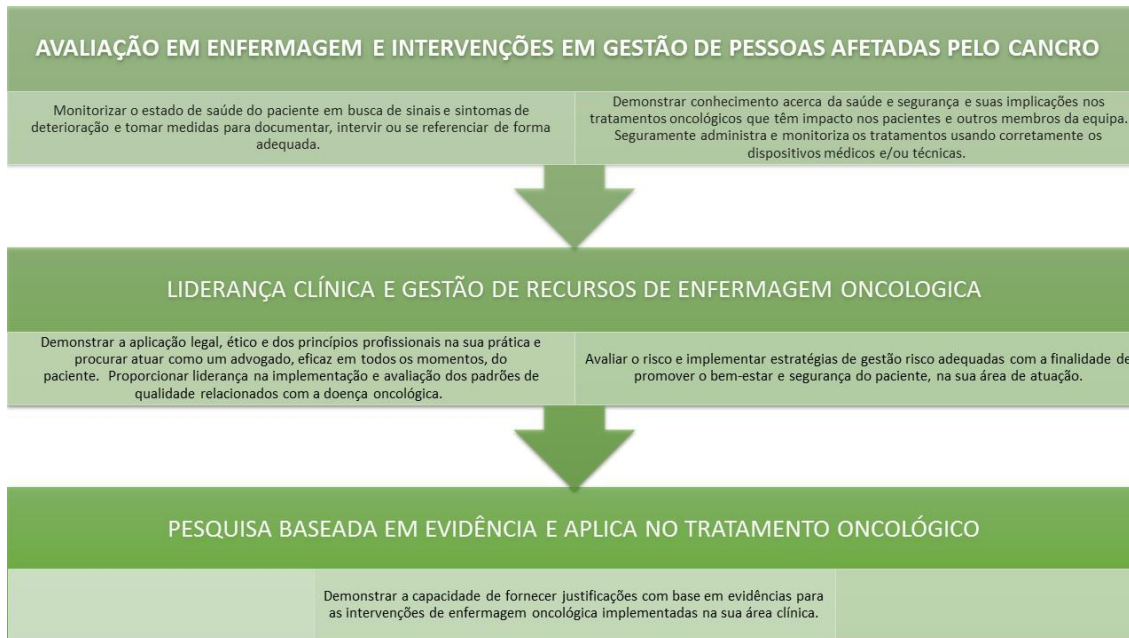 AVALIAÇÃO EM ENFERMAGEM E INTERVENÇÕES EM GESTÃO DE PESSOAS AFETADAS PELO CANCRO
Monitorizar o estado de saúde do paciente em busca de sinais e sintomas de
deterioração e tomar medidas para documentar, intervir ou se referenciar de forma
adequada.
Demonstrar conhecimento acerca da saúde e segurança e suas implicações nos
tratamentos oncológicos que têm impacto nos pacientes e outros membros da equipa.
Seguramente administra e monitoriza os tratamentos usando corretamente os
dispositivos médicos e/ou técnicas.
LIDERANÇA CLÍNICA E GESTÃO DE RECURSOS DE ENFERMAGEM ONCOLOGICA
Demonstrar a aplicação legal, ético e dos princípios profissionais na sua prática e
procurar atuar como um advogado, eficaz em todos os momentos, do
paciente. Proporcionar liderança na implementação e avaliação dos padrões de
qualidade relacionados com a doença oncológica.
Avaliar o risco e implementar estratégias de gestão risco adequadas com a finalidade de
promover o bem-estar e segurança do paciente, na sua área de atuação.
PESQUISA BASEADA EM EVIDÊNCIA E APLICA NO TRATAMENTO ONCOLÓGICO
Demonstrar a capacidade de fornecer justificações com base em evidências para
as intervenções de enfermagem oncológica implementadas na sua área clínica.